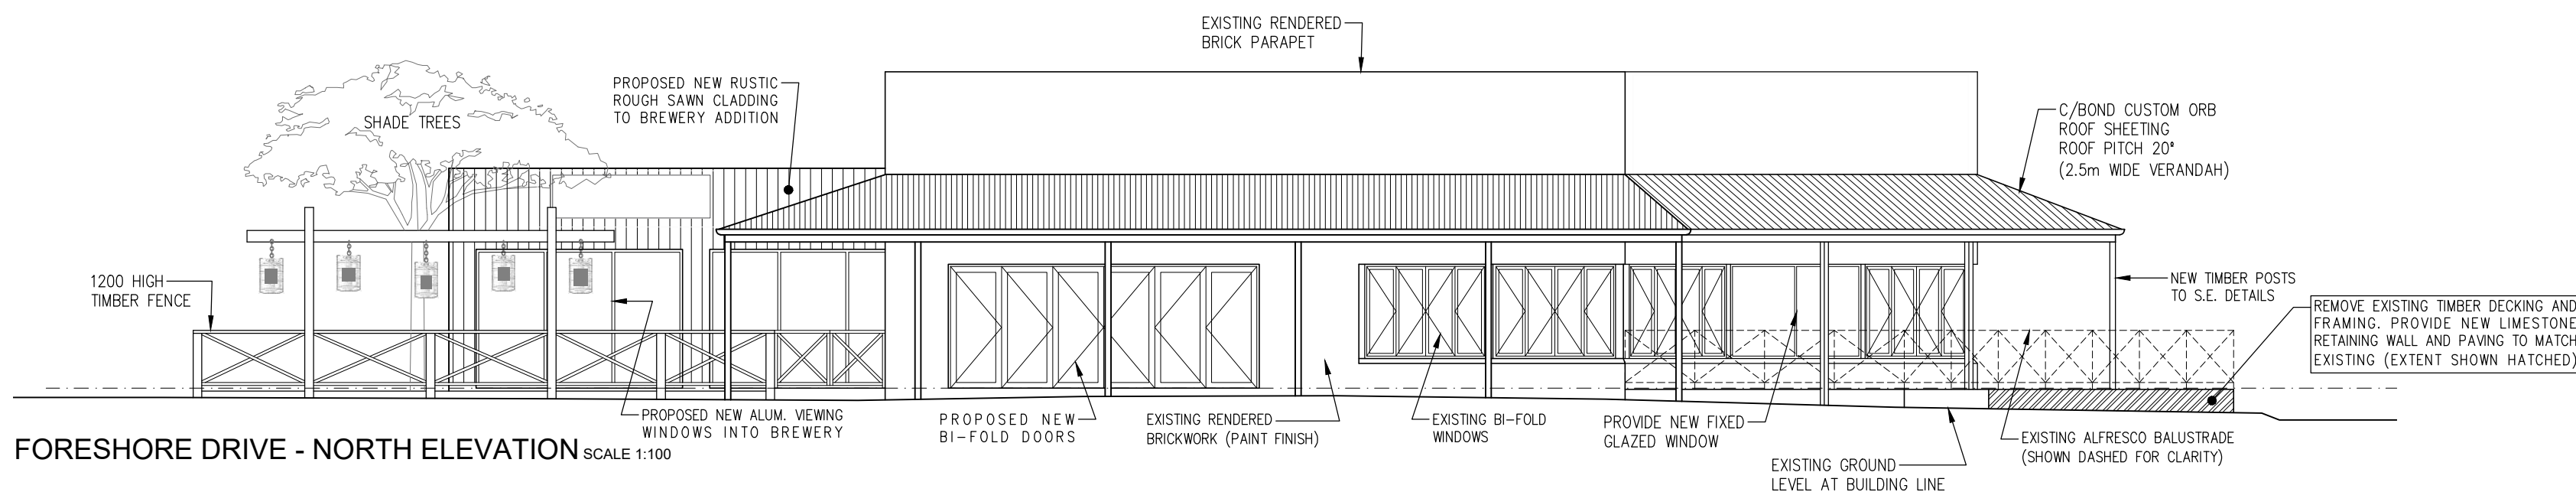 EXISTING RENDERED
BRICK PARAPET
PROPOSED NEW RUSTIC
ROUGH SAWN CLADDING
TO BREWERY ADDITION
SHADE TREES
C/BOND CUSTOM ORB
ROOF SHEETING
ROOF PITCH 20°
(2.5m WIDE VERANDAH)
1200 HIGH
TIMBER FENCE
NEW TIMBER POSTS
TO S.E. DETAILS
REMOVE EXISTING TIMBER DECKING AND
FRAMING. PROVIDE NEW LIMESTONE
RETAINING WALL AND PAVING TO MATCH
EXISTING (EXTENT SHOWN HATCHED)
PROPOSED NEW ALUM. VIEWING
WINDOWS INTO BREWERY
PROPOSED NEW
BI-FOLD DOORS
EXISTING RENDERED
BRICKWORK (PAINT FINISH)
EXISTING BI-FOLD
WINDOWS
PROVIDE NEW FIXED
GLAZED WINDOW
EXISTING GROUND
LEVEL AT BUILDING LINE
EXISTING ALFRESCO BALUSTRADE
(SHOWN DASHED FOR CLARITY)
FORESHORE DRIVE - NORTH ELEVATION SCALE 1:100